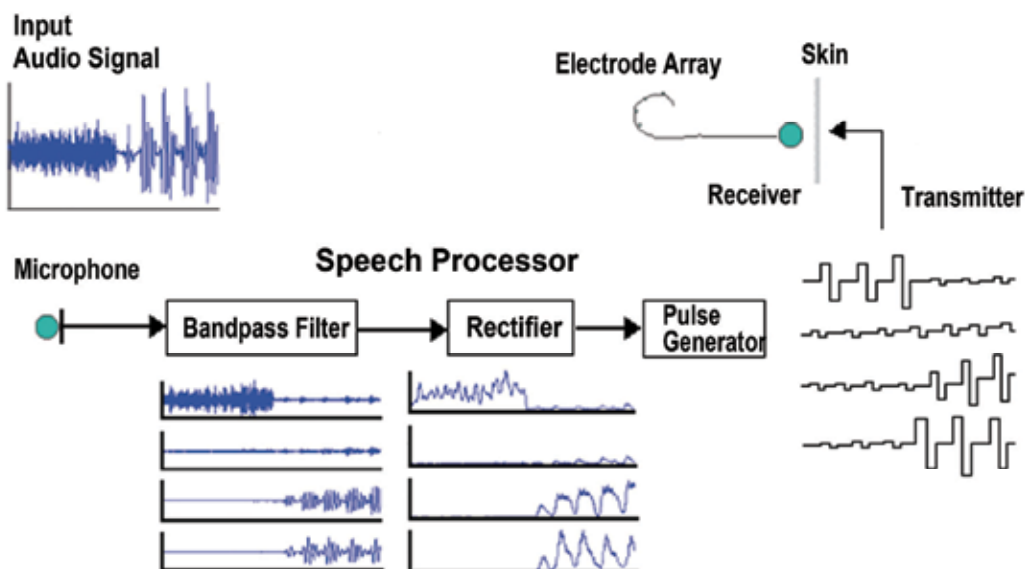 Input
Audio Signal
Electrode Array
Skin
Receiver
Transmitter
Microphone
Speech Processor
Bandpass Filter
Rectifier
Pulse
Generator